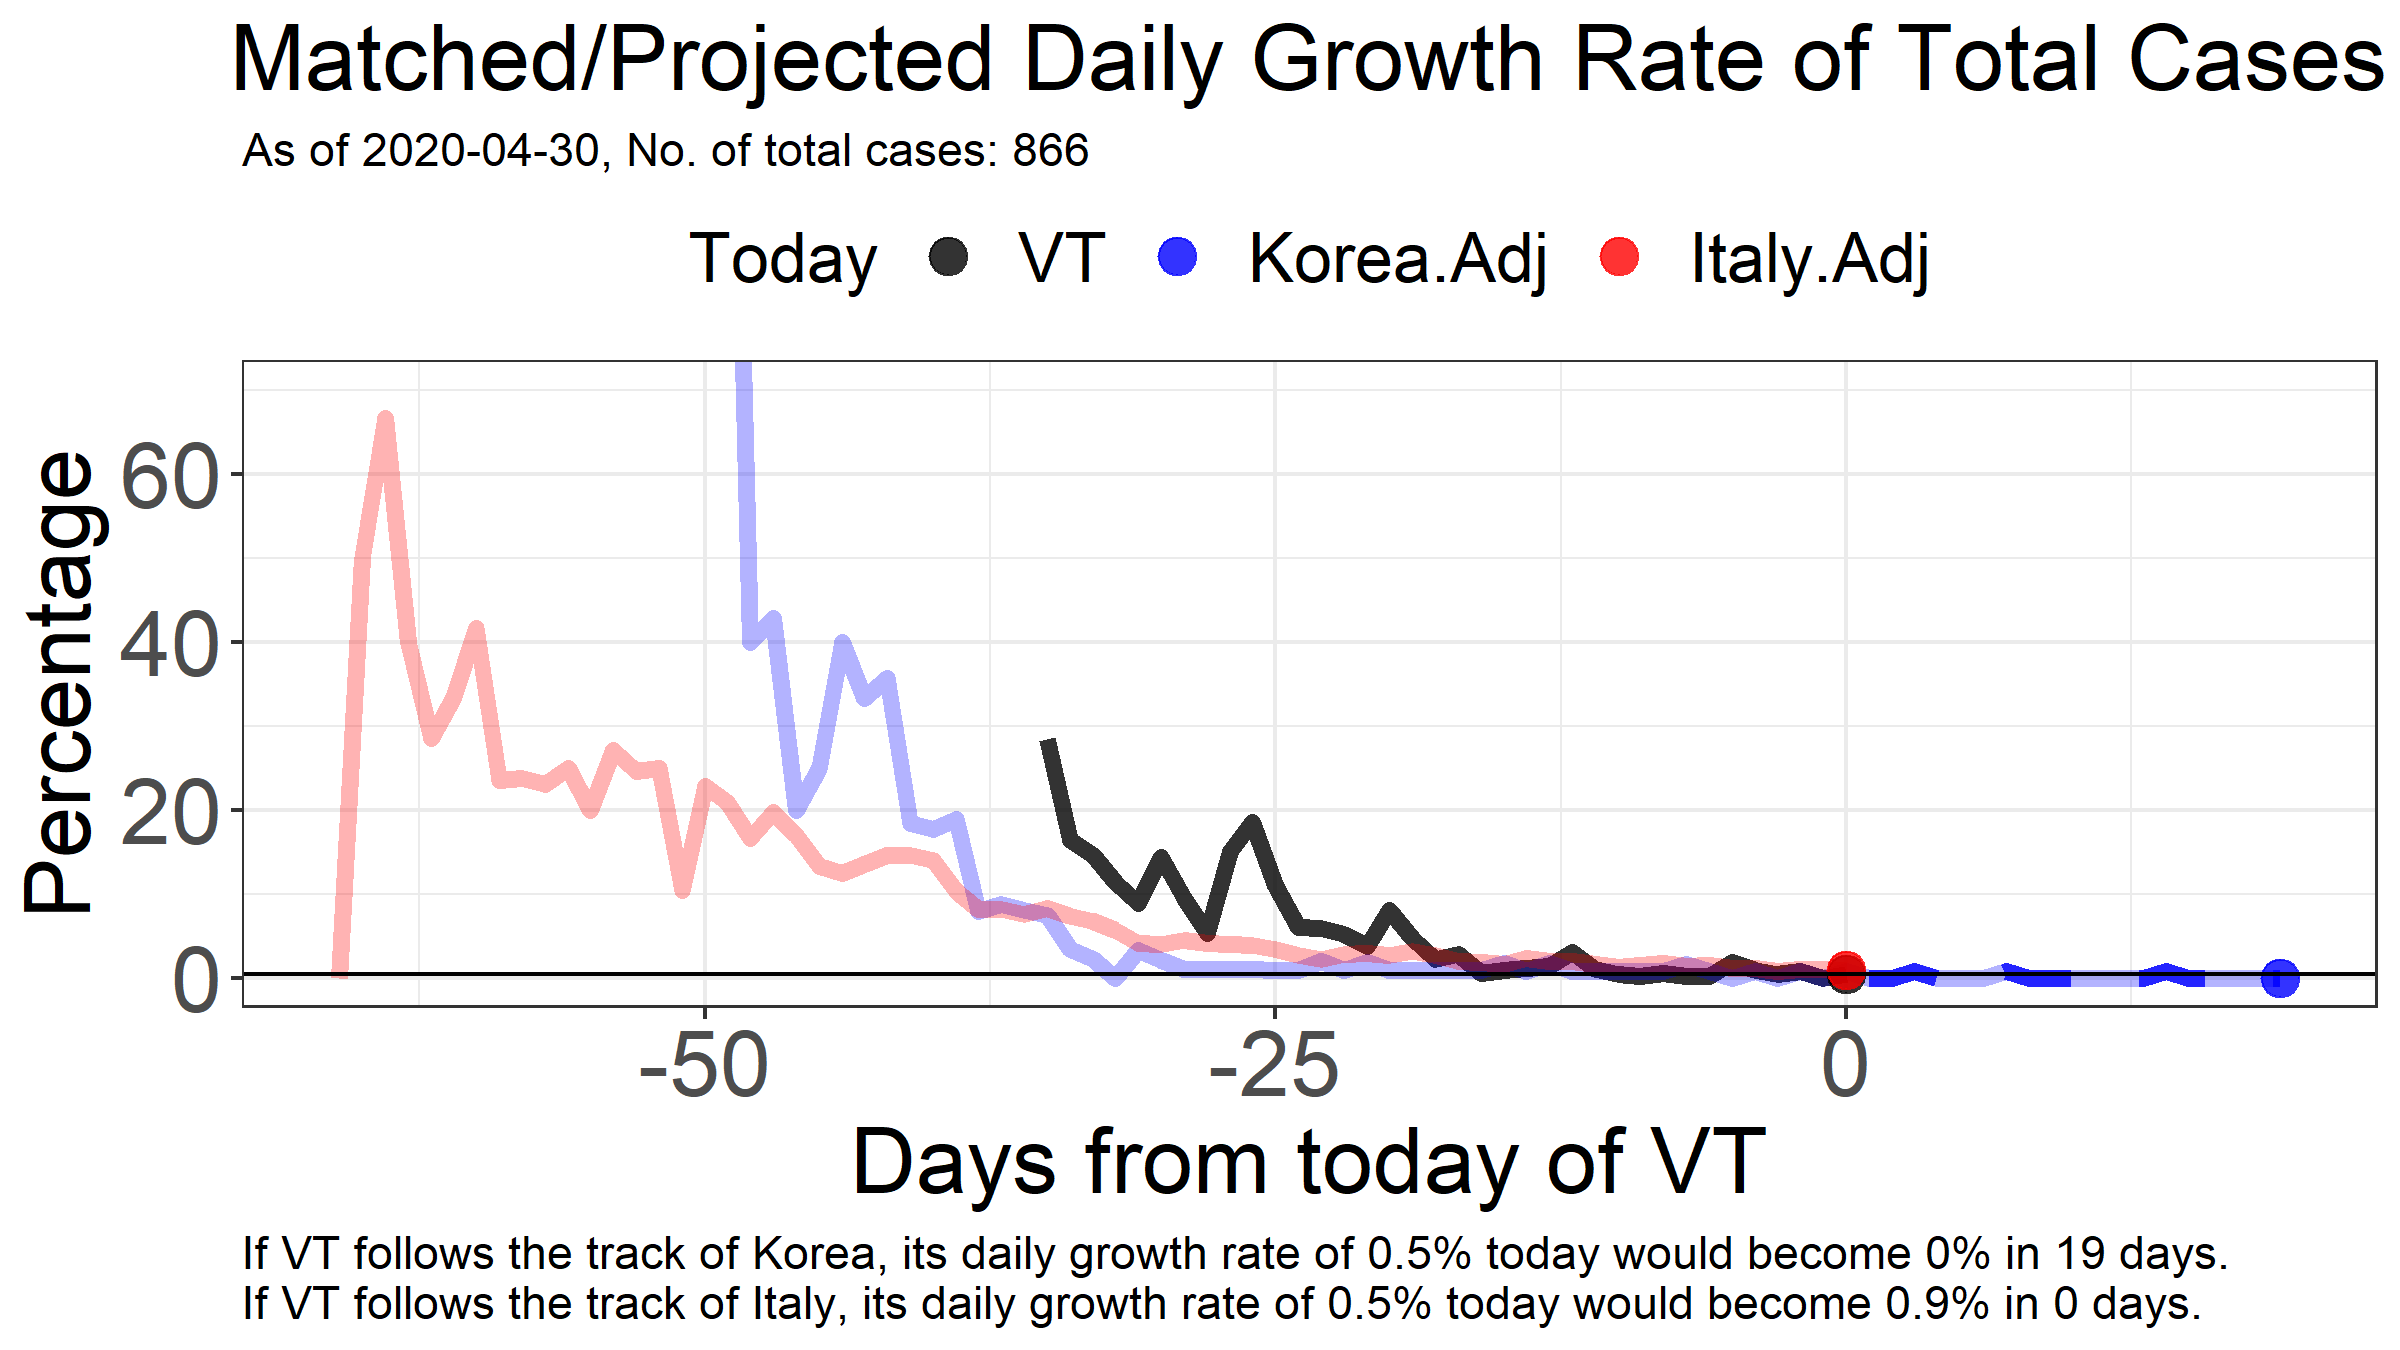 Matched/Projected Daily Growth Rate of Total Cases
As of 2020-04-30, No. of total cases: 866
Today VT Korea.Adj Italy.Adj
Percentage
60
40
20
0
-50 -25 0
Days from today of VT
If VT follows the track of Korea, its daily growth rate of 0.5% today would become 0% in 19 days.
If VT follows the track of Italy, its daily growth rate of 0.5% today would become 0.9% in 0 days.